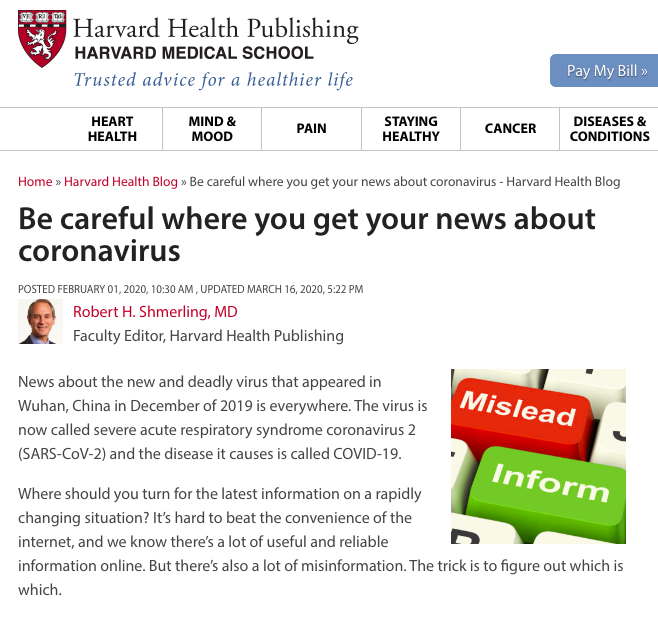 VE RI TAS
Harvard Health Publishing
HARVARD MEDICAL SCHOOL
Trusted advice for a healthier life
Pay My Bill »
HEART
HEALTH
MIND &
MOOD
PAIN
STAYING
HEALTHY
CANCER
DISEASES &
CONDITIONS
Home » Harvard Health Blog » Be careful where you get your news about coronavirus - Harvard Health Blog
Be careful where you get your news about
coronavirus
POSTED FEBRUARY 01, 2020, 10:30 AM , UPDATED MARCH 16, 2020, 5:22 PM
Robert H. Shmerling, MD
Faculty Editor, Harvard Health Publishing
News about the new and deadly virus that appeared in
Wuhan, China in December of 2019 is everywhere. The virus is
now called severe acute respiratory syndrome coronavirus 2
(SARS-CoV-2) and the disease it causes is called COVID-19.
Mislead
Inform
Where should you turn for the latest information on a rapidly
changing situation? It’s hard to beat the convenience of the
internet, and we know there’s a lot of useful and reliable
information online. But there’s also a lot of misinformation. The trick is to figure out which is
which.